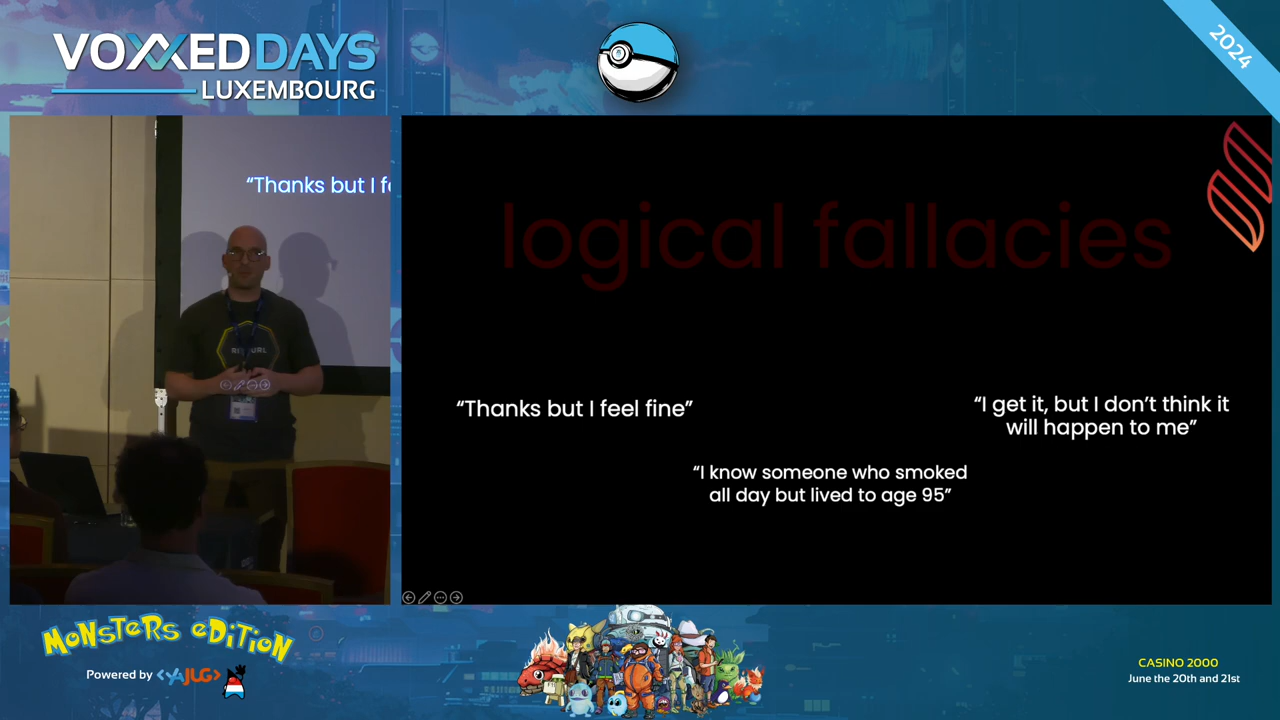 VOXXEDDAYS
LUXEMBOURG
2024
“Thanks but I f
logical fallacies
“Thanks but I feel fine”
“I get it, but I don’t think it
will happen to me”
“I know someone who smoked
all day but lived to age 95”
MONSTERS EDITION
Powered by <YAJUG>
CASINO 2000
June the 20th and 21st